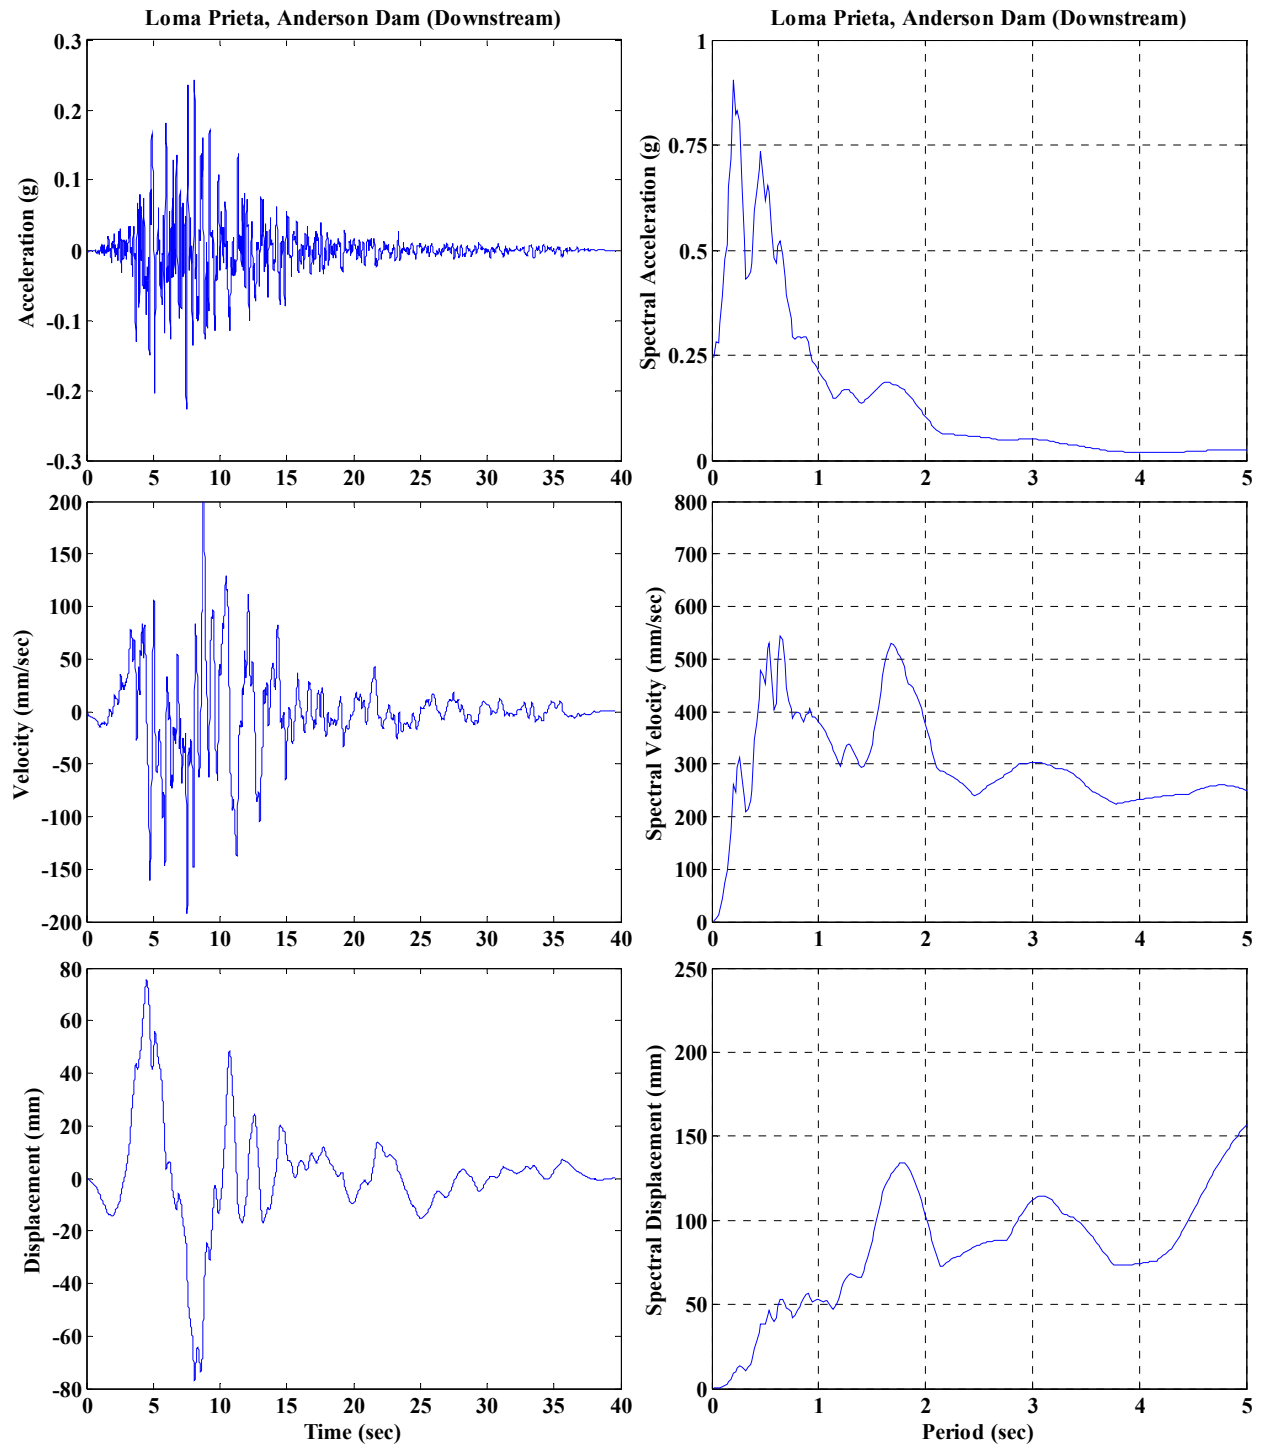 Loma Prieta, Anderson Dam (Downstream)
0.3
0.2
0.1
0
-0.1
-0.2
-0.3
Acceleration (g)
0 5 10 15 20 25 30 35 40
Loma Prieta, Anderson Dam (Downstream)
1
0.75
0.5
0.25
0
Spectral Acceleration (g)
0 1 2 3 4 5
200
150
100
50
0
-50
-100
-150
-200
Velocity (mm/sec)
0 5 10 15 20 25 30 35 40
800
700
600
500
400
300
200
100
0
Spectral Velocity (mm/sec)
0 1 2 3 4 5
80
60
40
20
0
-20
-40
-60
-80
Displacement (mm)
0 5 10 15 20 25 30 35 40
Time (sec)
250
200
150
100
50
0
Spectral Displacement (mm)
0 1 2 3 4 5
Period (sec)